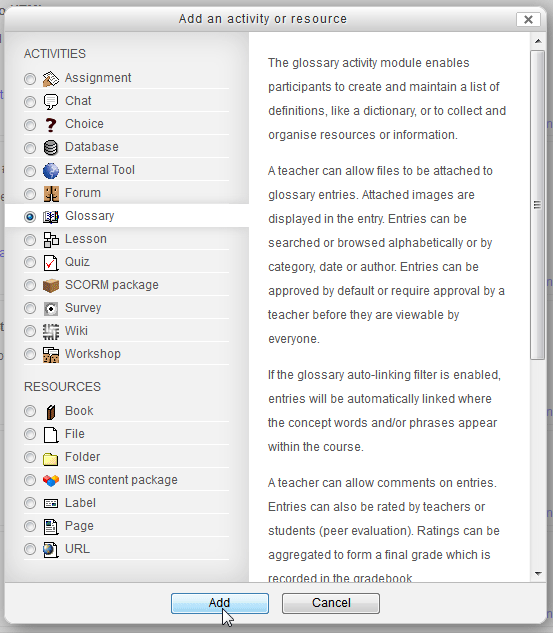 Add an activity or resource
ACTIVITIES
Assignment
Chat
Choice
Database
External Tool
Forum
Glossary
Lesson
Quiz
SCORM package
Survey
Wiki
Workshop
RESOURCES
Book
File
Folder
IMS content package
Label
Page
URL
The glossary activity module enables
participants to create and maintain a list of
definitions, like a dictionary, or to collect and
organise resources or information.
A teacher can allow files to be attached to
glossary entries. Attached images are
displayed in the entry. Entries can be
searched or browsed alphabetically or by
category, date or author. Entries can be
approved by default or require approval by a
teacher before they are viewable by
everyone.
If the glossary auto-linking filter is enabled,
entries will be automatically linked where
the concept words and/or phrases appear
within the course.
A teacher can allow comments on entries.
Entries can also be rated by teachers or
students (peer evaluation). Ratings can be
aggregated to form a final grade which is
recorded in the gradebook.
Add
Cancel